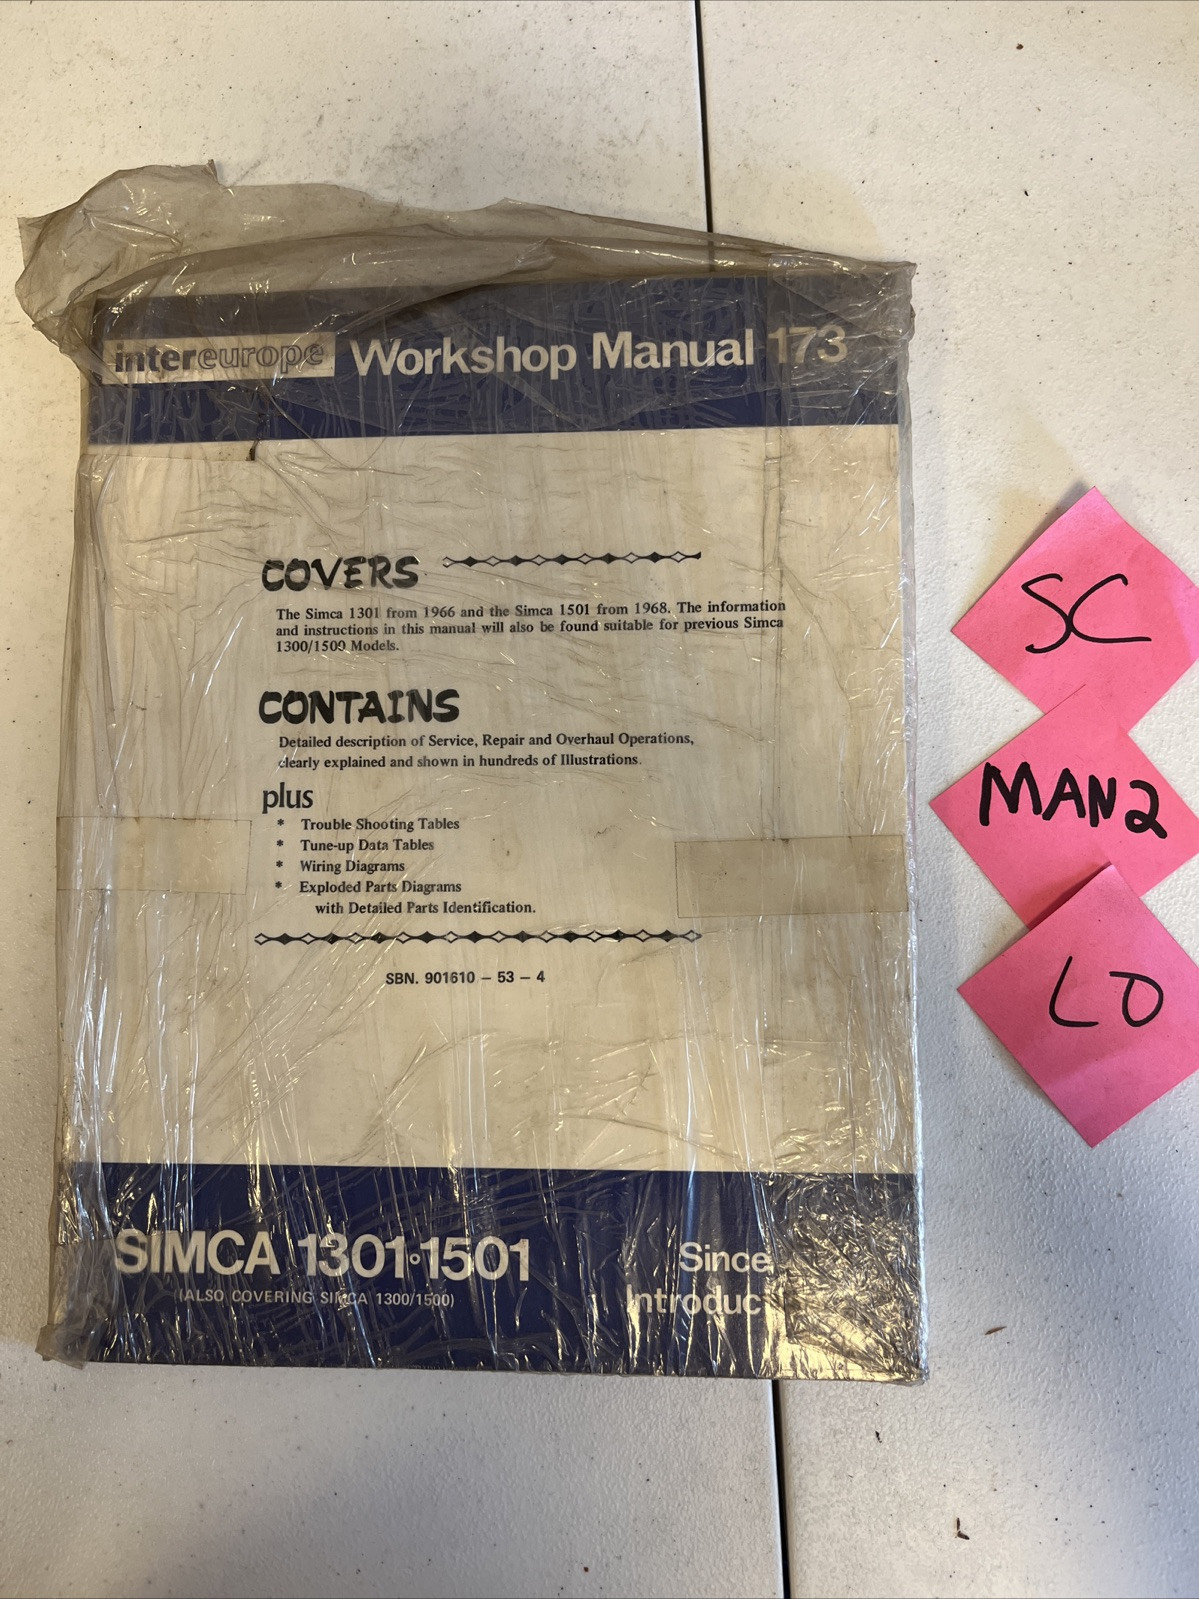 intereurope Workshop Manual 173
COVERS
The Simca 1301 from 1966 and the Simca 1501 from 1968. The information
and instructions in this manual will also be found suitable for previous Simca
1300/1500 Models.
CONTAINS
Detailed description of Service, Repair and Overhaul Operations,
clearly explained and shown in hundreds of Illustrations.
plus
* Trouble Shooting Tables
* Tune-up Data Tables
* Wiring Diagrams
* Exploded Parts Diagrams
with Detailed Parts Identification.
SBN. 901610 – 53 – 4
SIMCA 1301•1501
(ALSO COVERING SIMCA 1300/1500)
Since
Introduc
SC
MAN2
LO